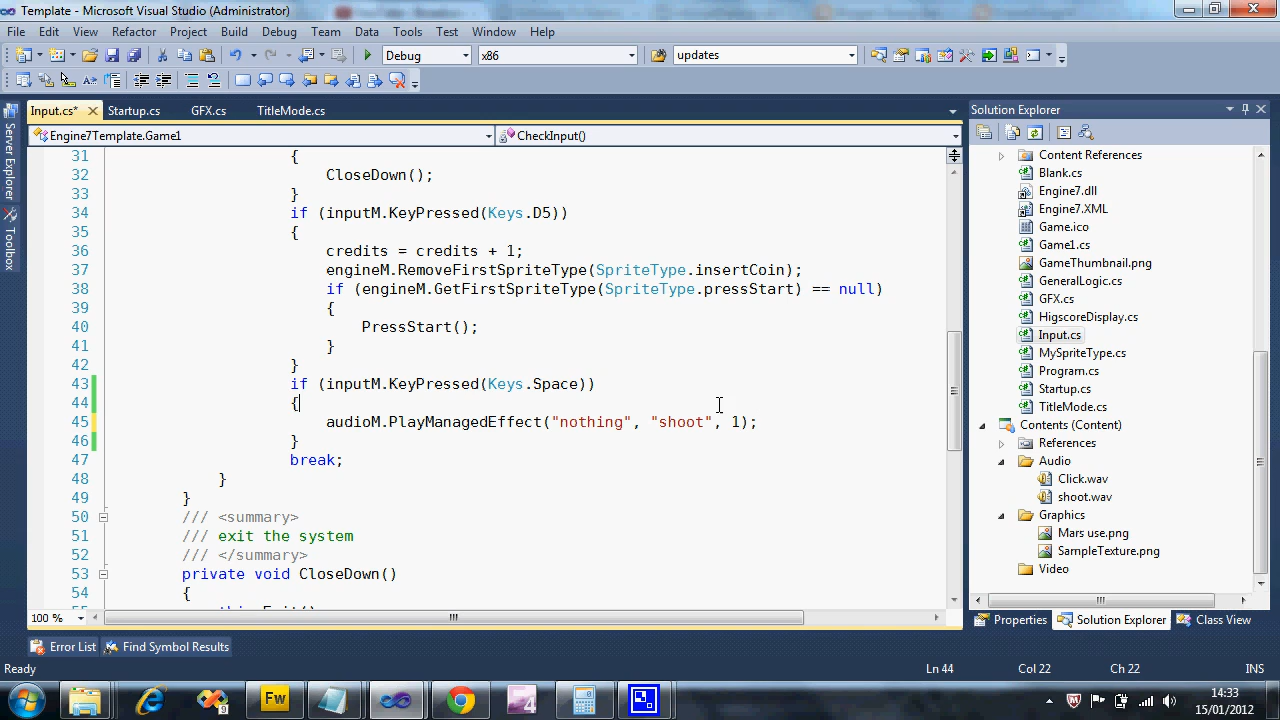 Template - Microsoft Visual Studio (Administrator)
File Edit View Refactor Project Build Debug Team Data Tools Test Window Help
Debug x86 updates
Input.cs* Startup.cs GFX.cs TitleMode.cs
Engine7Template.Game1 CheckInput()
Server Explorer
Toolbox
31 {
32 CloseDown();
33 }
34 if (inputM.KeyPressed(Keys.D5))
35 {
36 credits = credits + 1;
37 engineM.RemoveFirstSpriteType(SpriteType.insertCoin);
38 if (engineM.GetFirstSpriteType(SpriteType.pressStart) == null)
39 {
40 PressStart();
41 }
42 }
43 if (inputM.KeyPressed(Keys.Space))
44 {
45 audioM.PlayManagedEffect("nothing", "shoot", 1);
46 }
47 break;
48 }
49 }
50 /// <summary>
51 /// exit the system
52 /// </summary>
53 private void CloseDown()
54 {
100 %
Solution Explorer
Content References
Blank.cs
Engine7.dll
Engine7.XML
Game.ico
Game1.cs
GameThumbnail.png
GeneralLogic.cs
GFX.cs
HigscoreDisplay.cs
Input.cs
MySpriteType.cs
Program.cs
Startup.cs
TitleMode.cs
Contents (Content)
References
Audio
Click.wav
shoot.wav
Graphics
Mars use.png
SampleTexture.png
Video
Properties Solution Explorer Class View
Error List Find Symbol Results
Ready Ln 44 Col 22 Ch 22 INS
Fw
14:33
15/01/2012